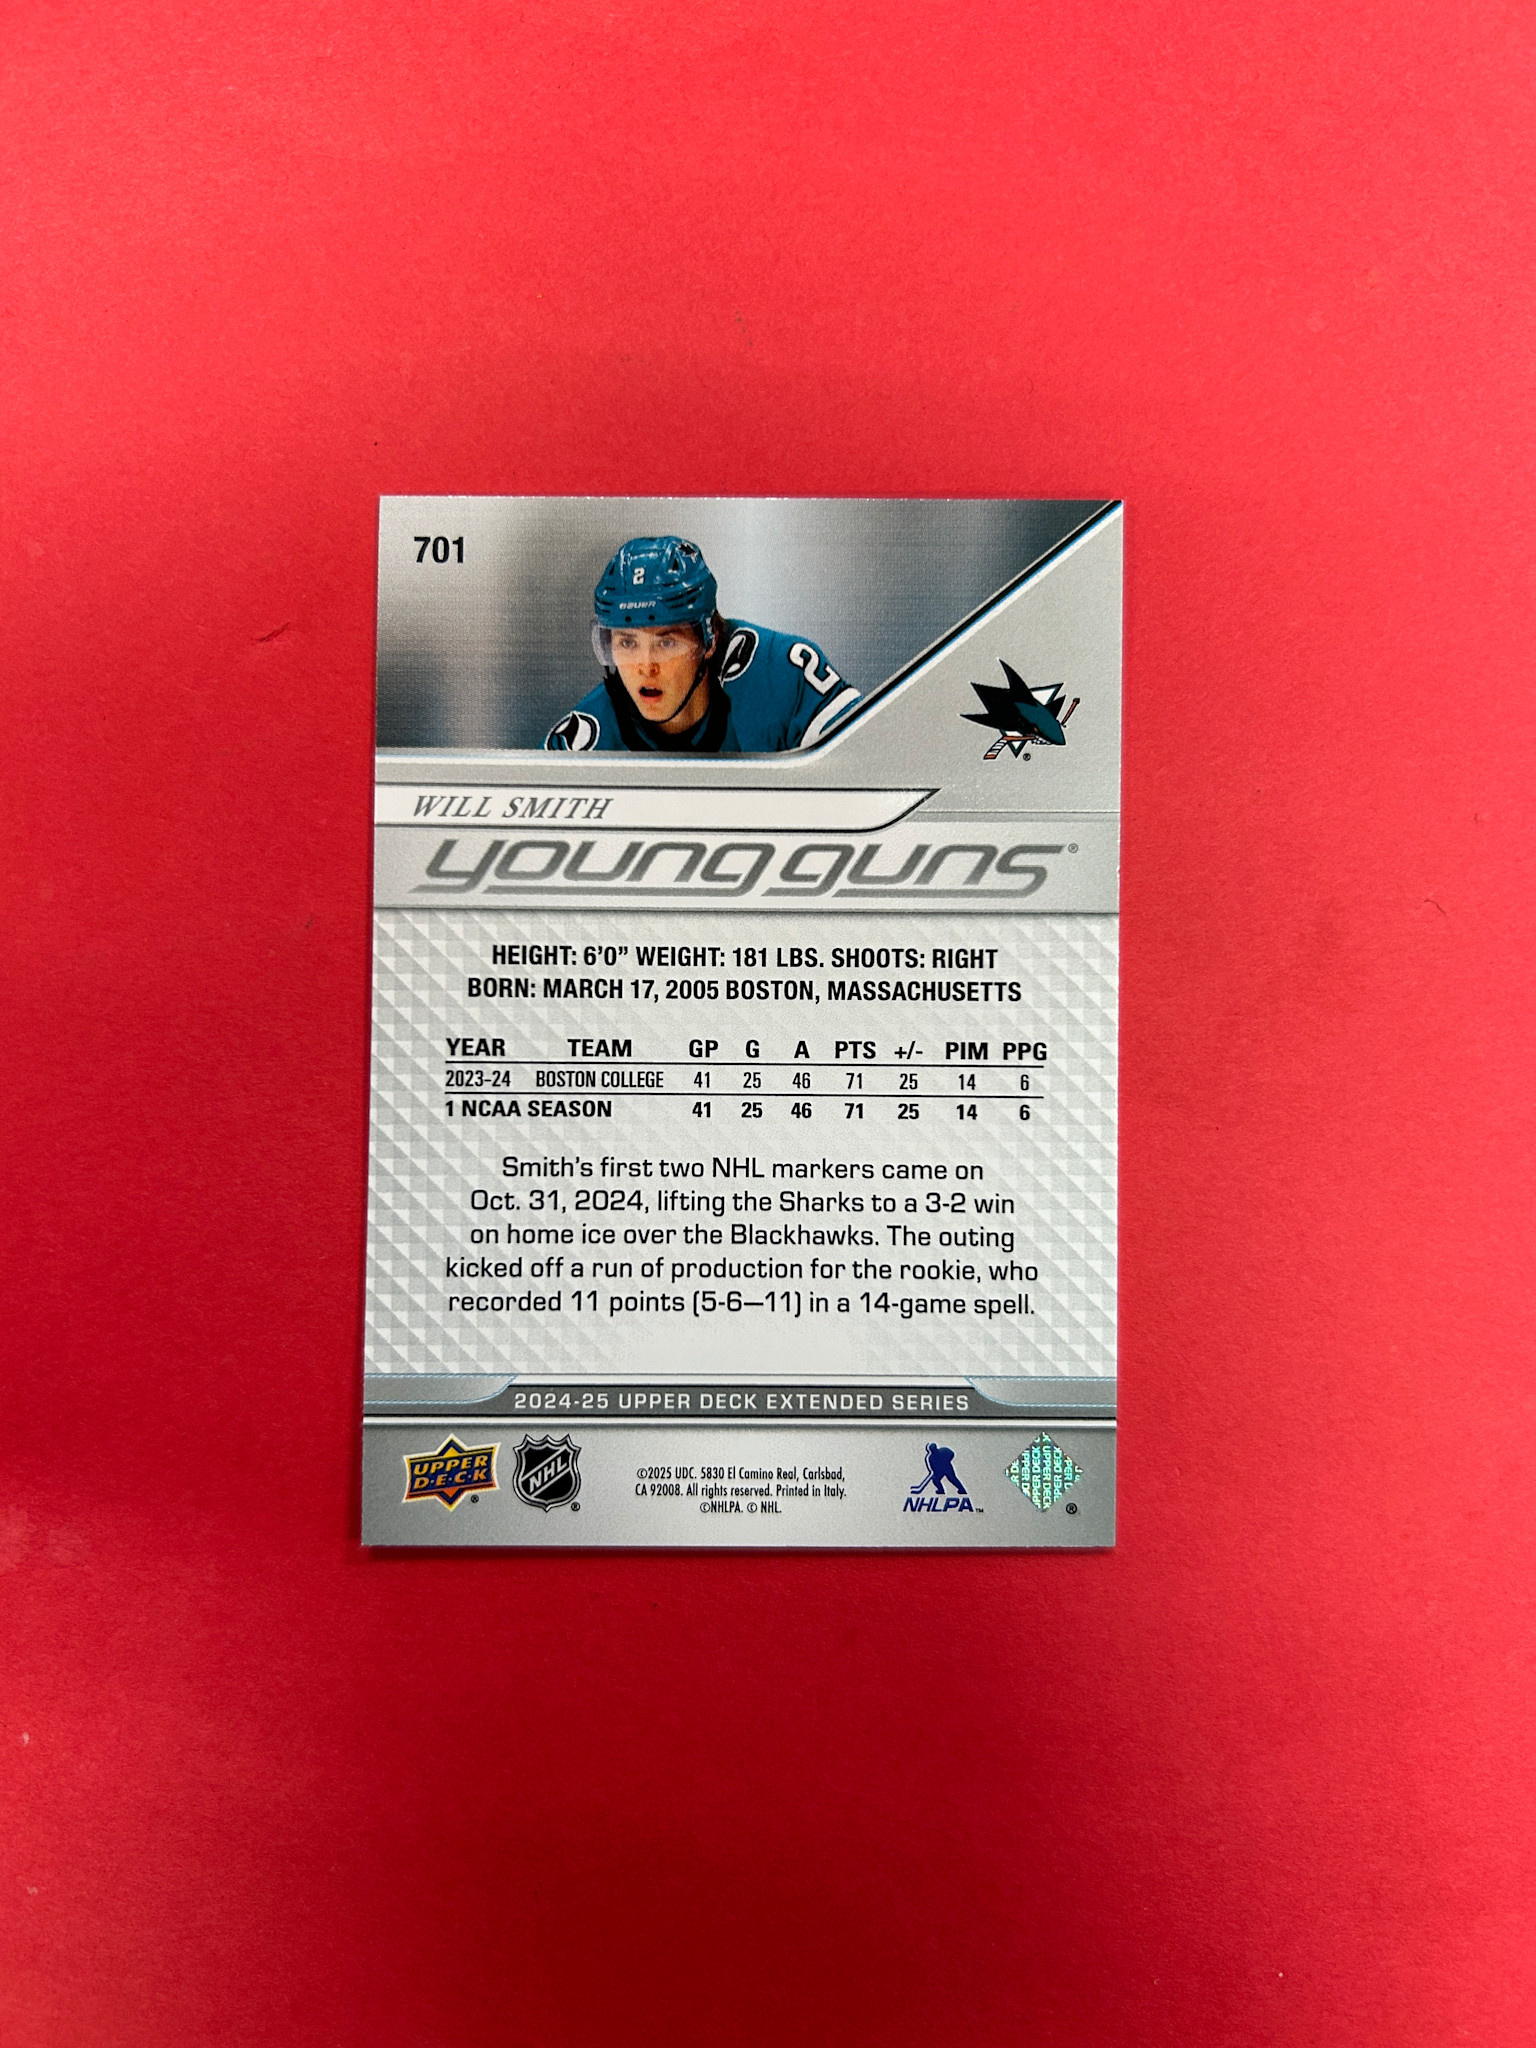 701
2
BAUER
2
WILL SMITH
young guns®
HEIGHT: 6'0" WEIGHT: 181 LBS. SHOOTS: RIGHT
BORN: MARCH 17, 2005 BOSTON, MASSACHUSETTS
YEAR TEAM GP G A PTS +/- PIM PPG
2023-24 BOSTON COLLEGE 41 25 46 71 25 14 6
1 NCAA SEASON 41 25 46 71 25 14 6
Smith's first two NHL markers came on
Oct. 31, 2024, lifting the Sharks to a 3-2 win
on home ice over the Blackhawks. The outing
kicked off a run of production for the rookie, who
recorded 11 points (5-6—11) in a 14-game spell.
2024-25 UPPER DECK EXTENDED SERIES
UPPER
D·E·C·K
®
NHL
®
©2025 UDC. 5830 El Camino Real, Carlsbad,
CA 92008. All rights reserved. Printed in Italy.
©NHLPA. © NHL.
NHLPA™
UPPER DECK
®